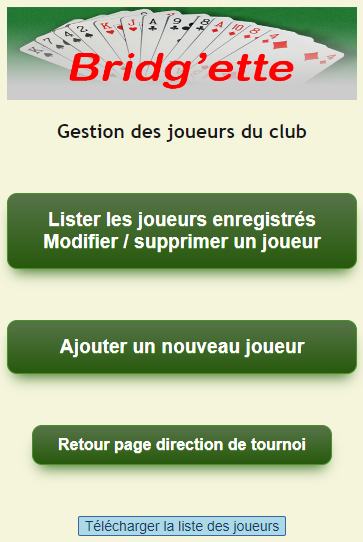 Bridg'ette
Gestion des joueurs du club
Lister les joueurs enregistrés
Modifier / supprimer un joueur
Ajouter un nouveau joueur
Retour page direction de tournoi
Télécharger la liste des joueurs